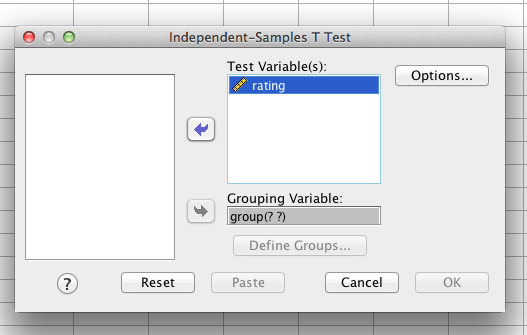 Independent-Samples T Test
Test Variable(s):
rating
Options...
Grouping Variable:
group(? ?)
Define Groups...
?
Reset
Paste
Cancel
OK